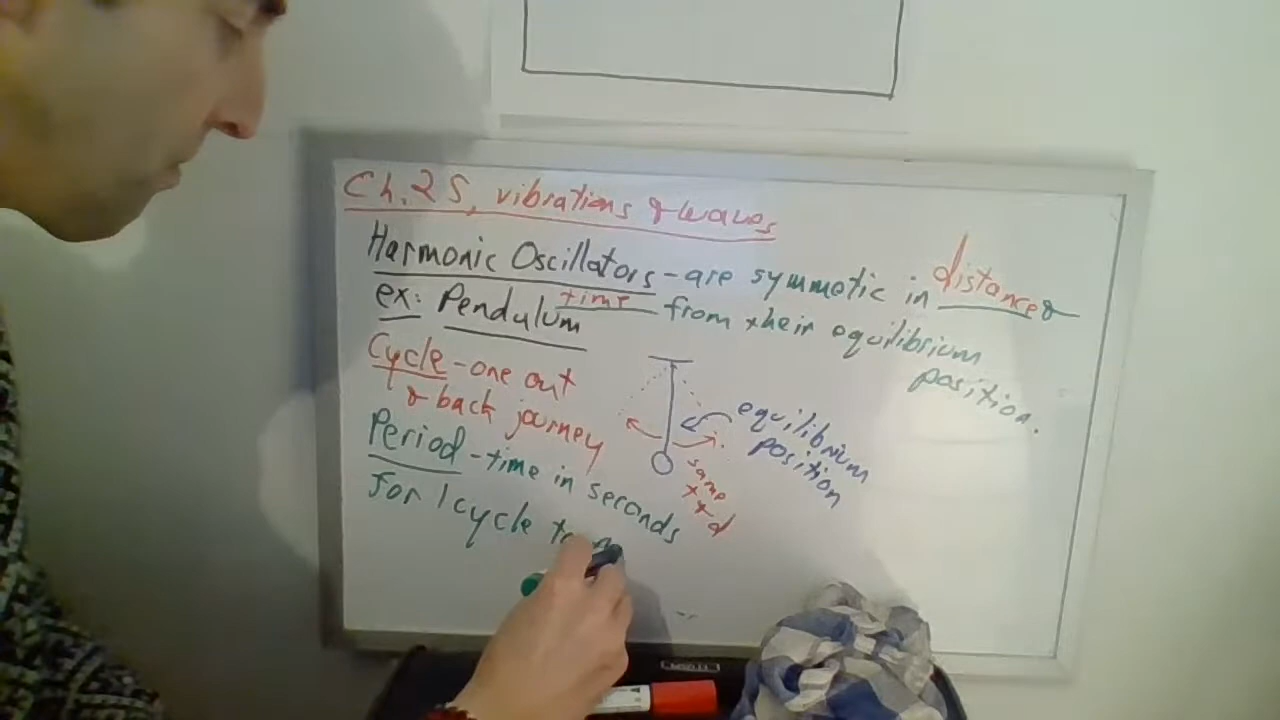 Ch. 25, vibrations & waves
Harmonic Oscillators - are symmetic in distance &
time from their equilibrium
position.
ex: Pendulum
Cycle - one out
& back journey
equilibrium
position
same
t + d
Period - time in seconds
For 1 cycle to